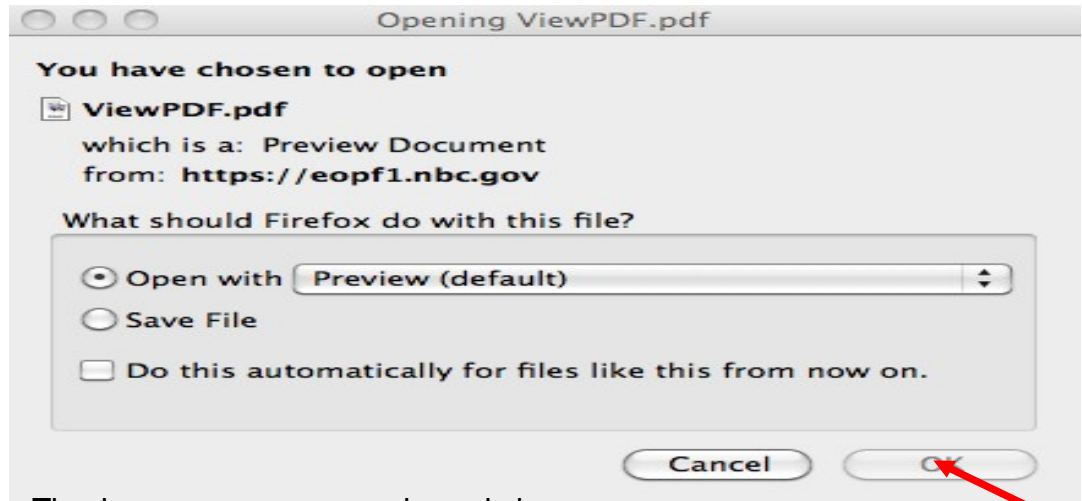 Opening ViewPDF.pdf
You have chosen to open
ViewPDF.pdf
which is a: Preview Document
from: https://eopf1.nbc.gov
What should Firefox do with this file?
Open with Preview (default)
Save File
Do this automatically for files like this from now on.
Cancel OK